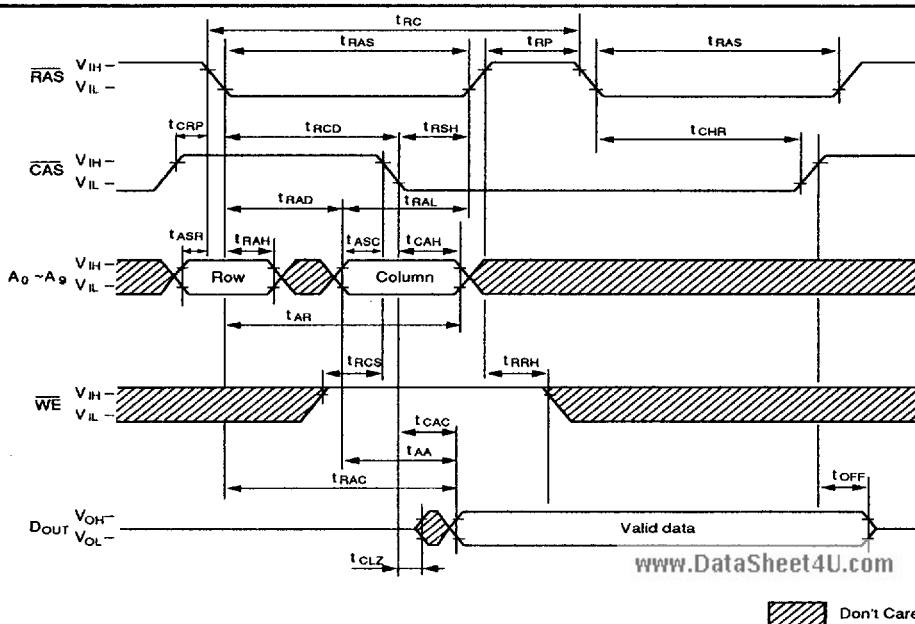 tRC
tRAS tRP tRAS
RAS VIH
VIL
tCRP tRCD tRSH tCHR
CAS VIH
VIL
tRAD tRAL
tASR tRAH tASC tCAH
A0 ~A9 VIH
VIL
Row Column
tAR
tRCS tRRH
WE VIH
VIL
tCAC
tAA
tRAC tOFF
DOUT VOH
VOL
Valid data
tCLZ
www.DataSheet4U.com
Don't Care